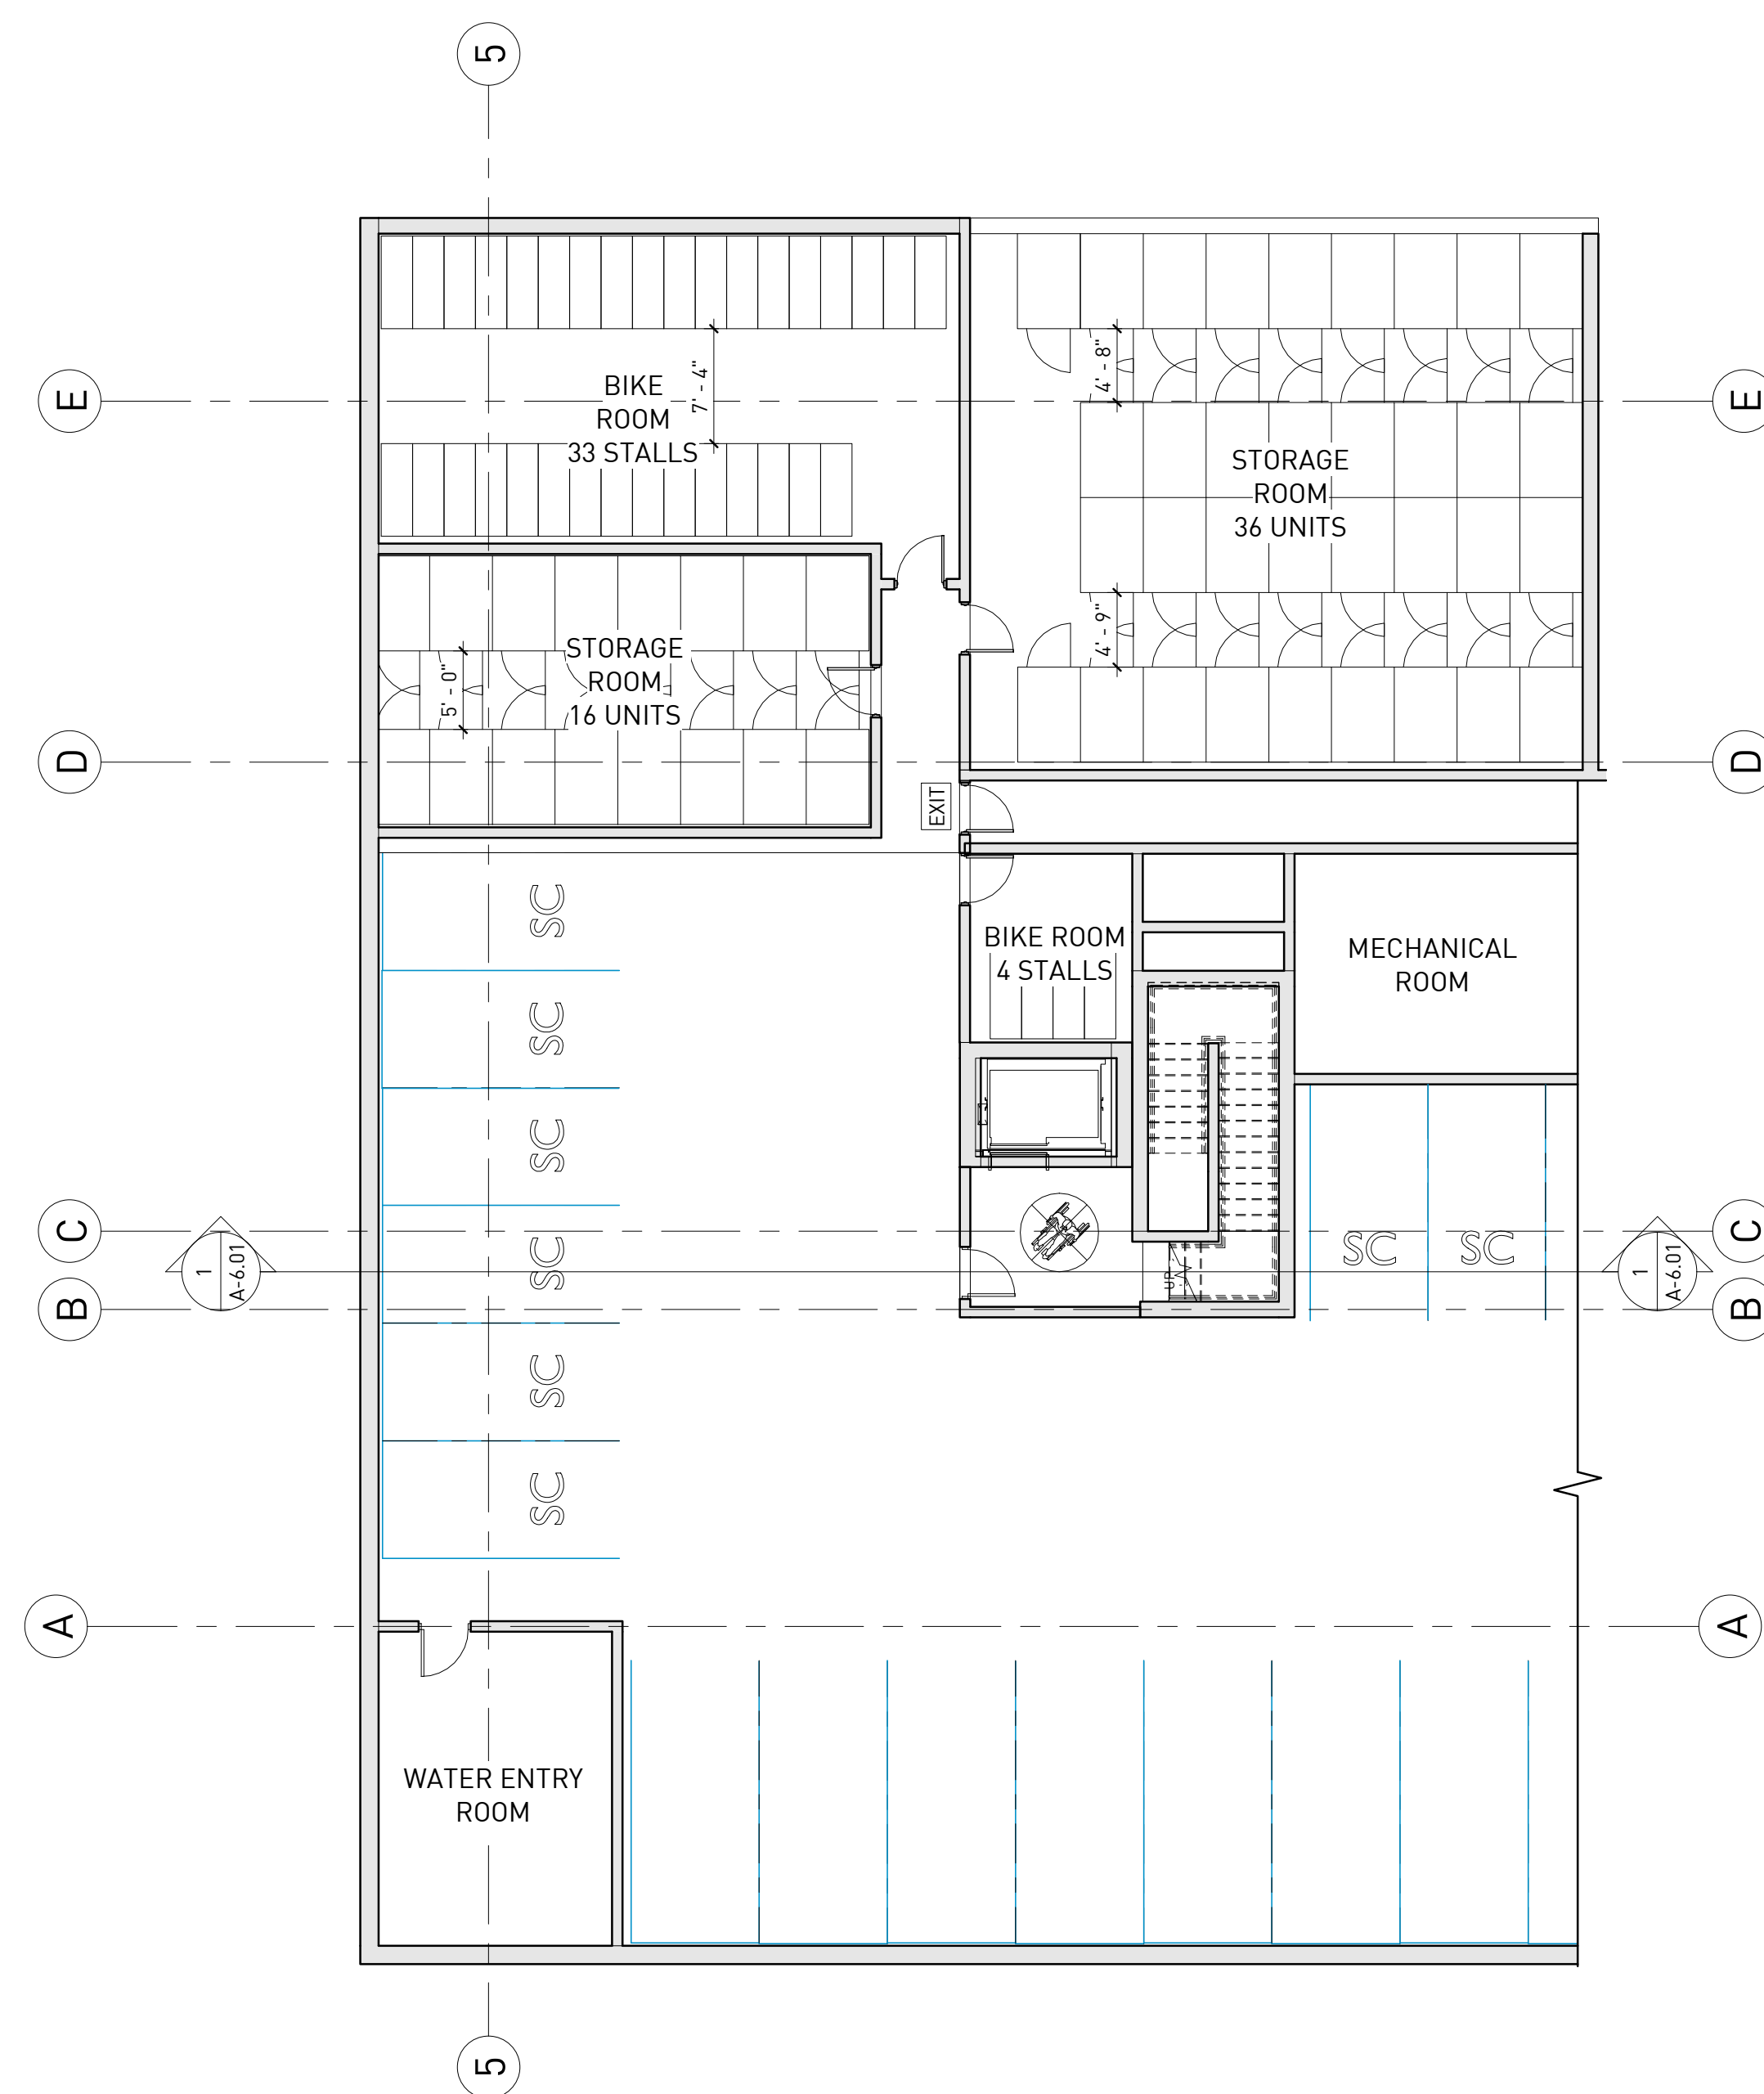 5
E
BIKE
ROOM
33 STALLS
7' - 4"
4' - 8"
E
STORAGE
ROOM
36 UNITS
4' - 9"
STORAGE
ROOM
16 UNITS
5' - 0"
D
D
EXIT
SC
BIKE ROOM
4 STALLS
MECHANICAL
ROOM
SC
SC
C
SC
SC
SC
C
1
A-6.01
UP
1
A-6.01
B
B
SC
SC
A
A
WATER ENTRY
ROOM
5